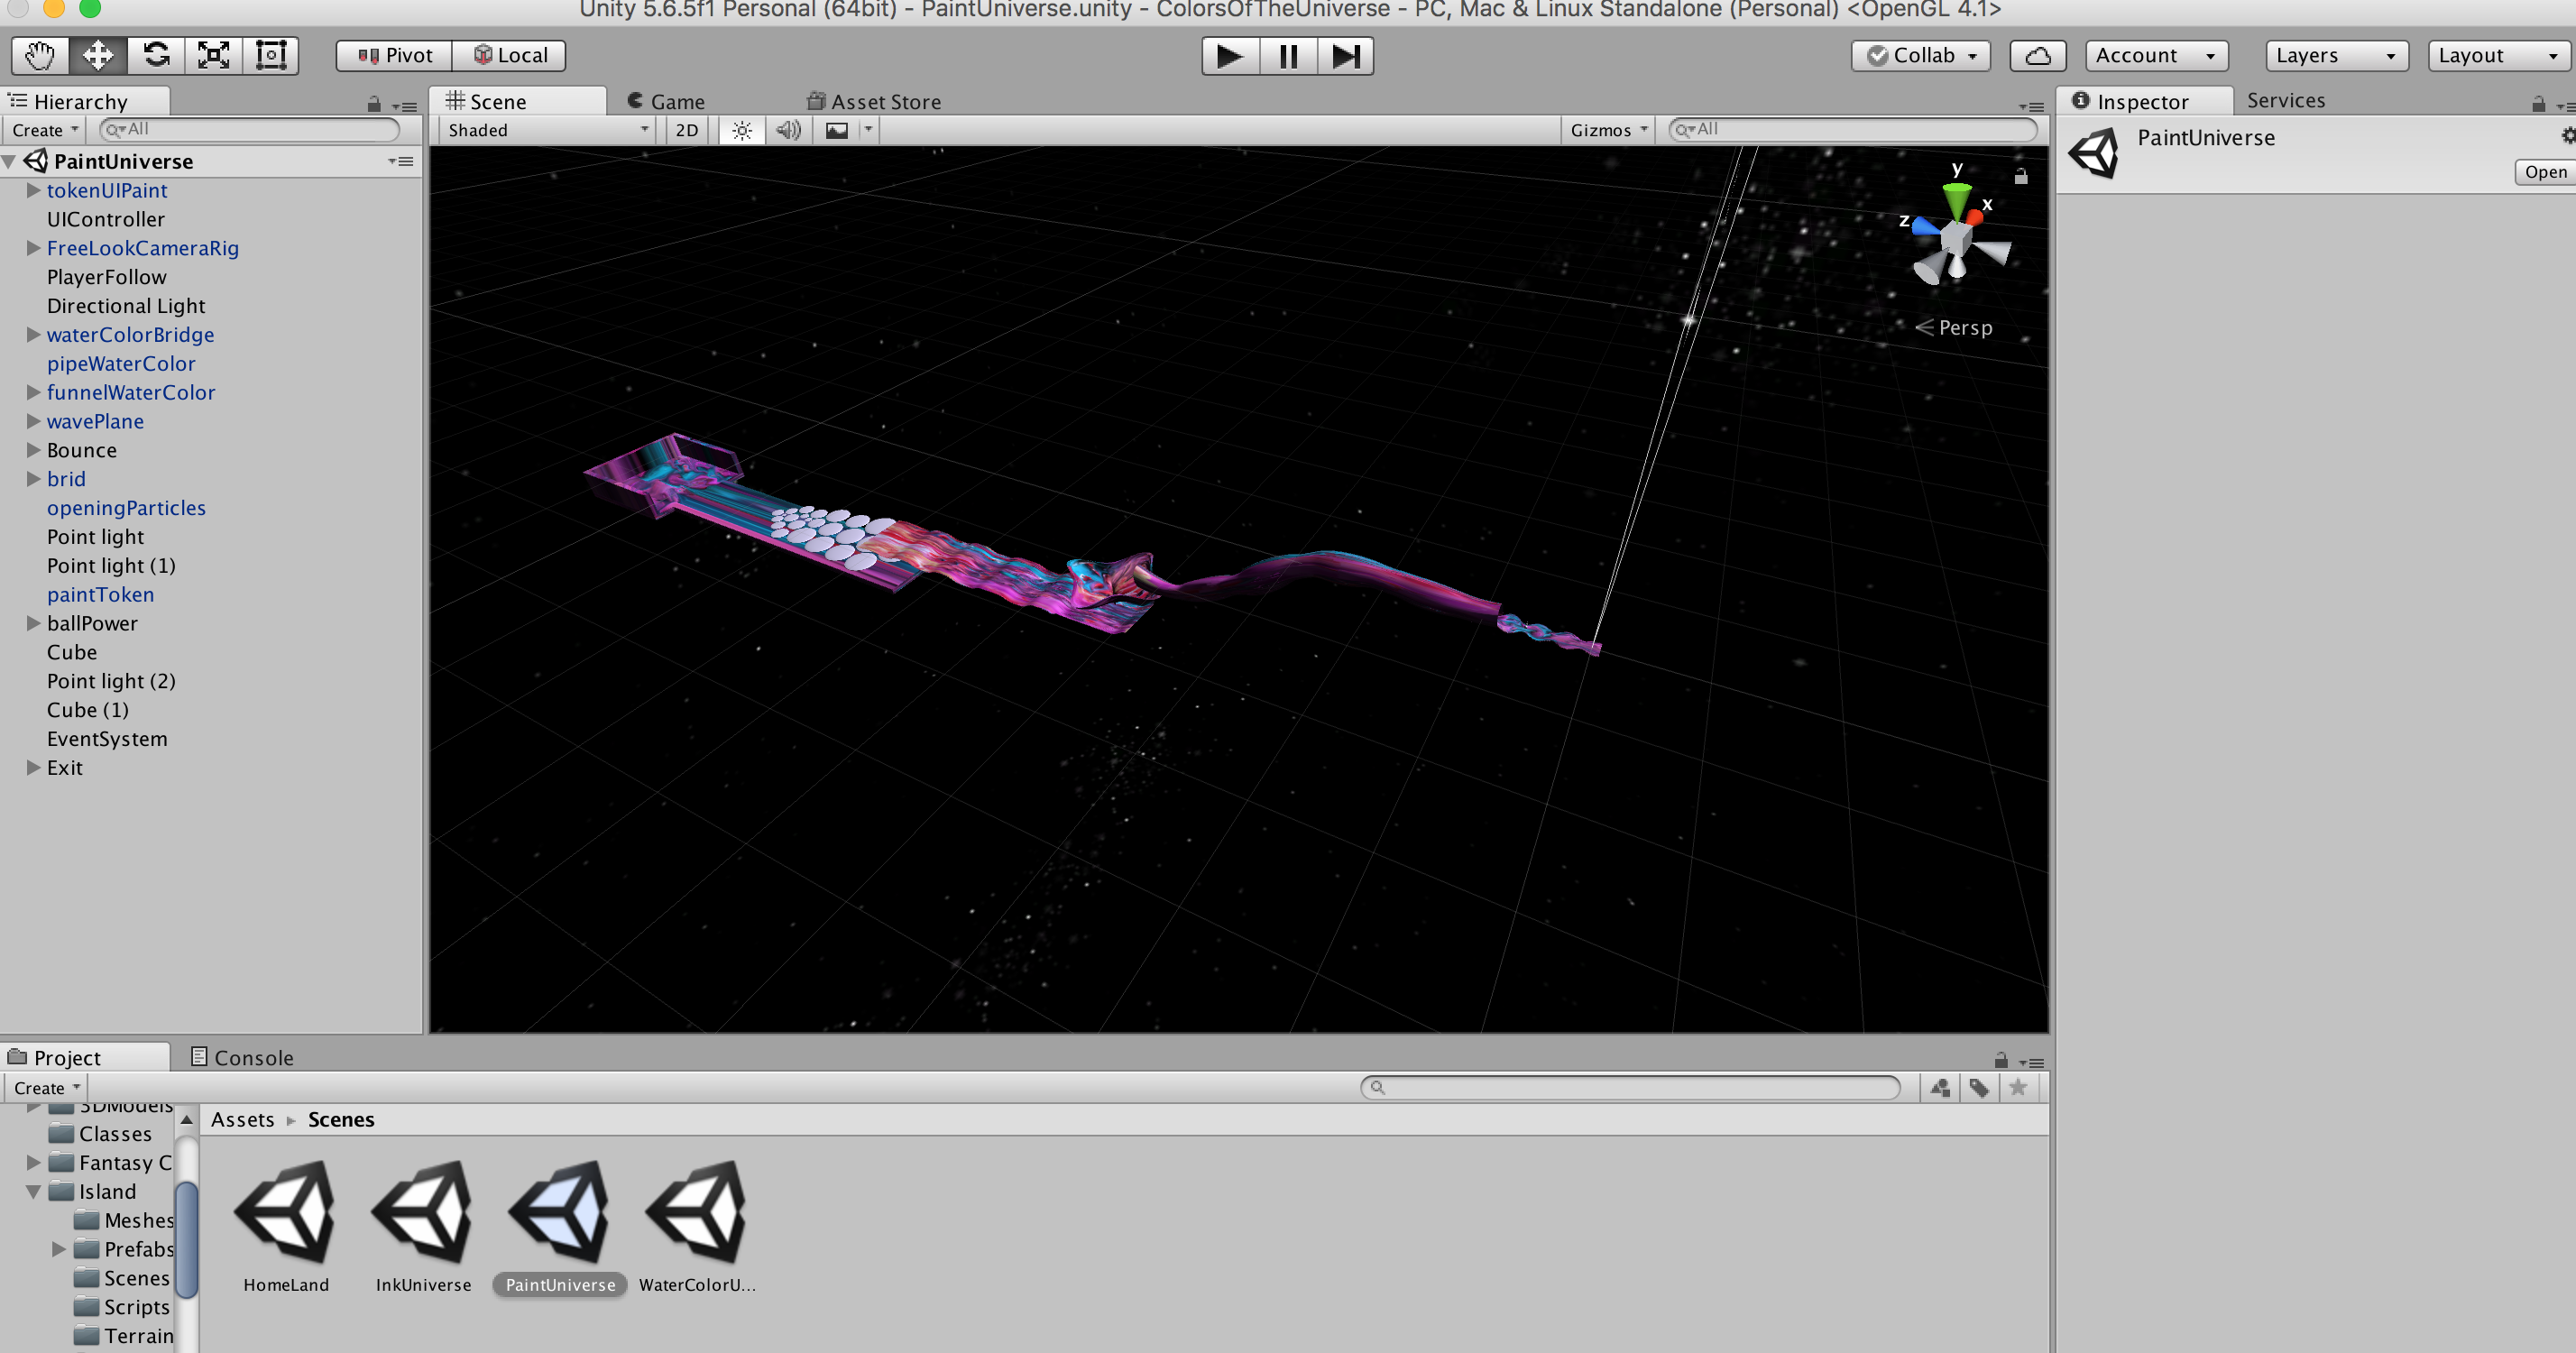 Unity 5.6.5f1 Personal (64bit) - PaintUniverse.unity - ColorsOfTheUniverse - PC, Mac & Linux Standalone (Personal) <OpenGL 4.1>
Pivot Local Collab Account Layers Layout
Hierarchy
Create All
PaintUniverse
tokenUIPaint
UIController
FreeLookCameraRig
PlayerFollow
Directional Light
waterColorBridge
pipeWaterColor
funnelWaterColor
wavePlane
Bounce
brid
openingParticles
Point light
Point light (1)
paintToken
ballPower
Cube
Point light (2)
Cube (1)
EventSystem
Exit
Scene Game Asset Store
Shaded 2D Gizmos All
y
x
z
Persp
Inspector Services
PaintUniverse
Open
Project Console
Create
3DModels
Classes
Fantasy C
Island
Meshes
Prefabs
Scenes
Scripts
Terrain
Assets Scenes
HomeLand InkUniverse PaintUniverse WaterColorU...